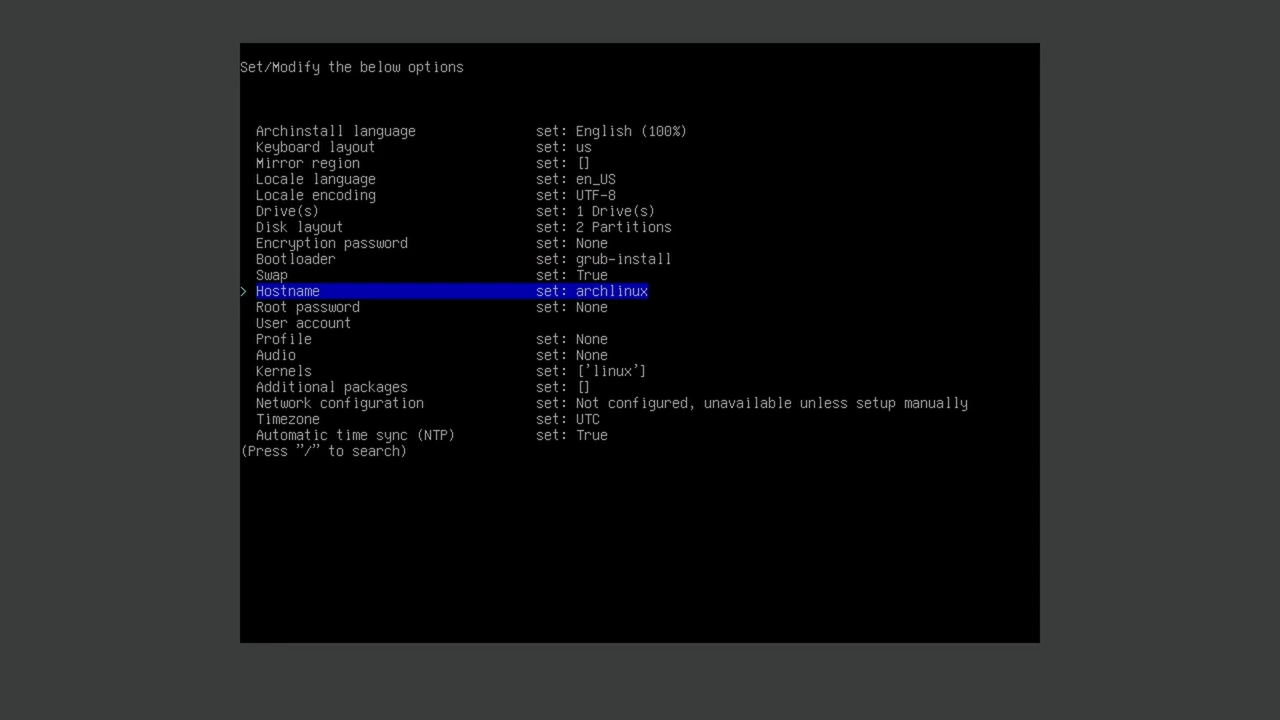 Set/Modify the below options
Archinstall language set: English (100%)
Keyboard layout set: us
Mirror region set: []
Locale language set: en_US
Locale encoding set: UTF-8
Drive(s) set: 1 Drive(s)
Disk layout set: 2 Partitions
Encryption password set: None
Bootloader set: grub-install
Swap set: True
> Hostname set: archlinux
Root password set: None
User account
Profile set: None
Audio set: None
Kernels set: ['linux']
Additional packages set: []
Network configuration set: Not configured, unavailable unless setup manually
Timezone set: UTC
Automatic time sync (NTP) set: True
(Press "/" to search)